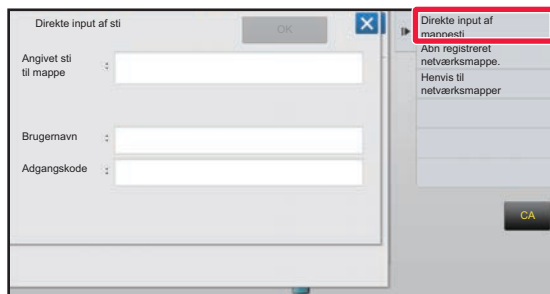 Direkte input af sti
OK
Angivet sti
til mappe :
Brugernavn :
Adgangskode :
Direkte input af
mappesti
Åbn registreret
netværksmappe.
Henvis til
netværksmapper
CA